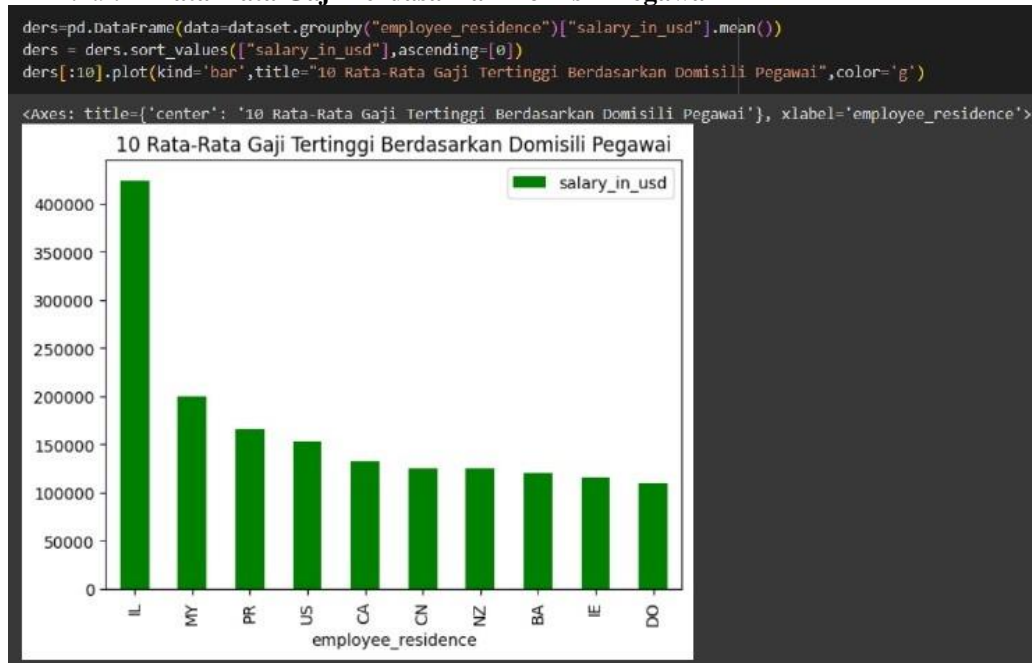 ders=pd.DataFrame(data=dataset.groupby("employee_residence")["salary_in_usd"].mean())
ders = ders.sort_values(["salary_in_usd"],ascending=[0])
ders[:10].plot(kind='bar',title="10 Rata-Rata Gaji Tertinggi Berdasarkan Domisili Pegawai",color='g')
<Axes: title={'center': '10 Rata-Rata Gaji Tertinggi Berdasarkan Domisili Pegawai'}, xlabel='employee_residence'>
10 Rata-Rata Gaji Tertinggi Berdasarkan Domisili Pegawai
salary_in_usd
400000
350000
300000
250000
200000
150000
100000
50000
0
IL MY PR US CA CN NZ BA IE DO
employee_residence